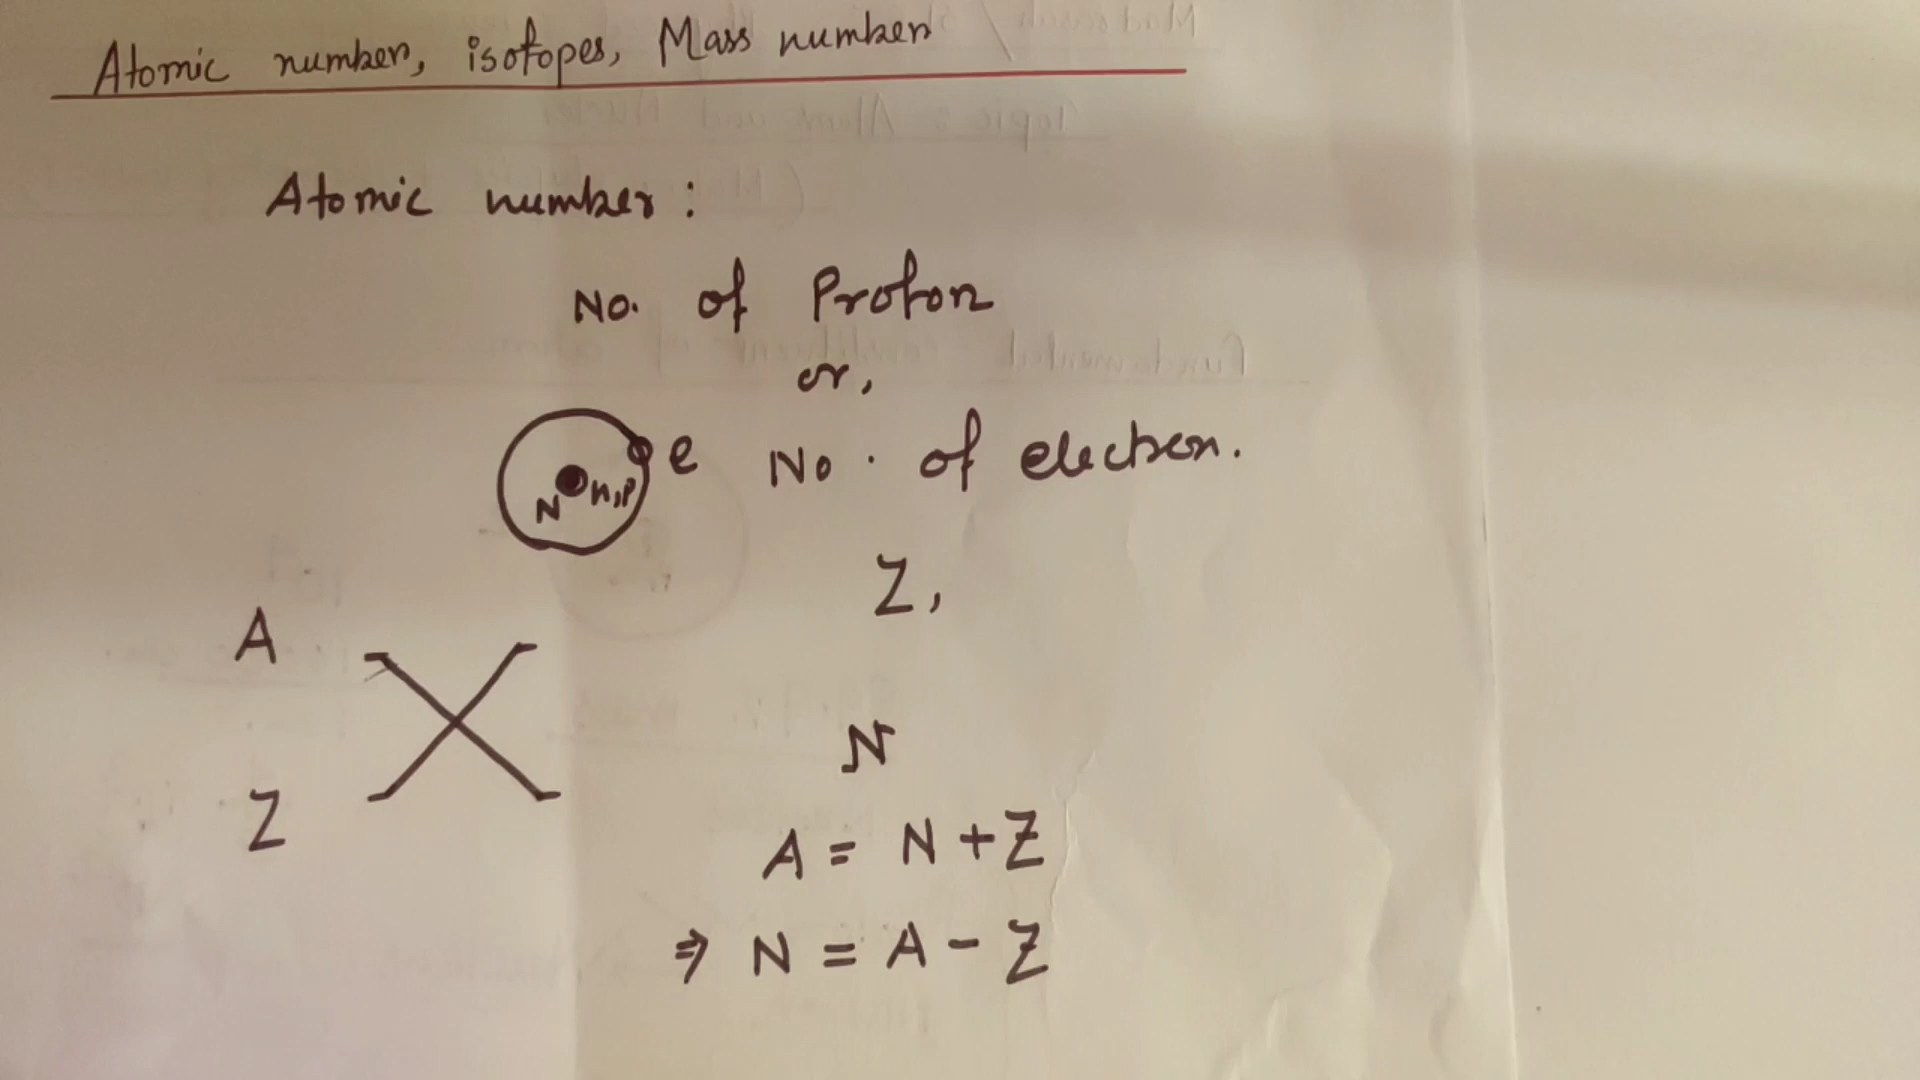 Atomic number, isotopes, Mass number
Atomic number:
No. of Proton
or,
e No. of electron.
N n,p
Z,
A
X
Z
N
A = N + Z
⇒ N = A - Z